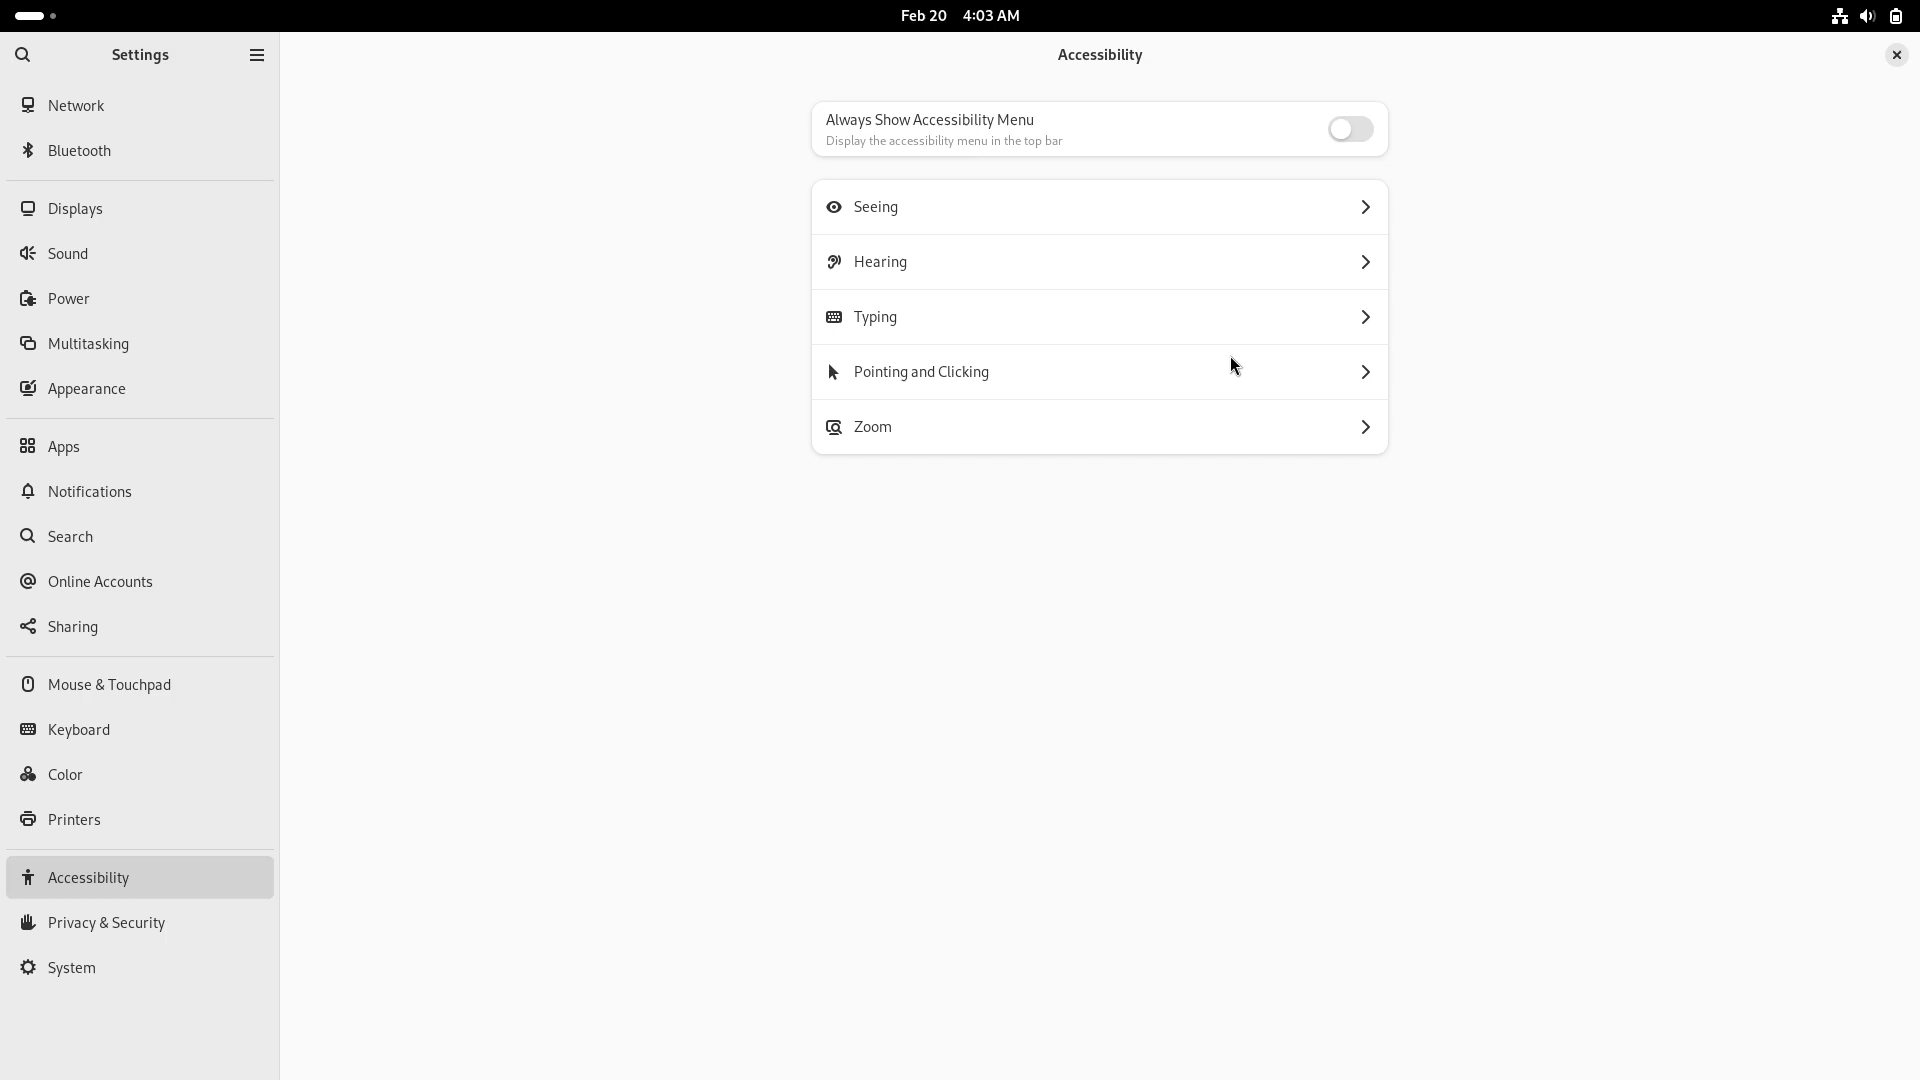 Feb 20 4:03 AM
Settings
Accessibility
Network
Bluetooth
Displays
Sound
Power
Multitasking
Appearance
Apps
Notifications
Search
Online Accounts
Sharing
Mouse & Touchpad
Keyboard
Color
Printers
Accessibility
Privacy & Security
System
Always Show Accessibility Menu
Display the accessibility menu in the top bar
Seeing
Hearing
Typing
Pointing and Clicking
Zoom